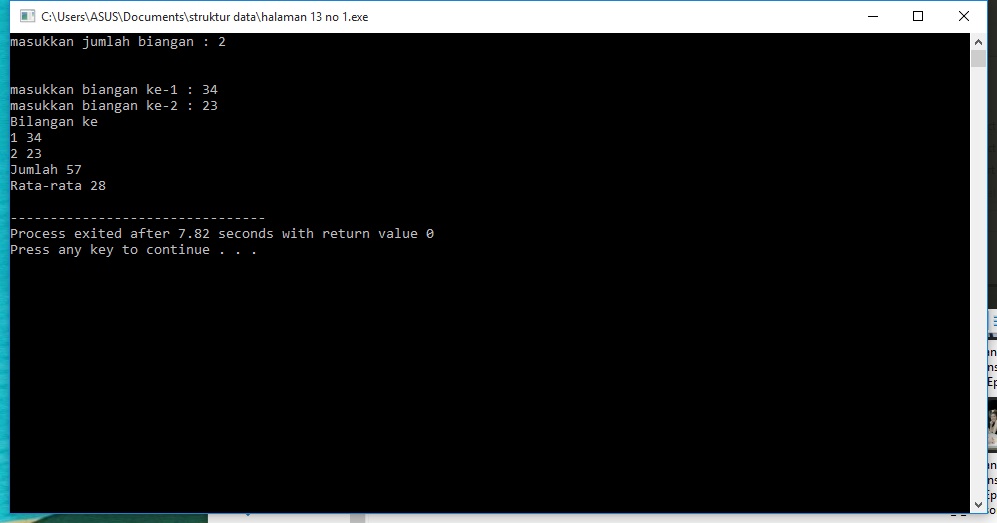 C:\Users\ASUS\Documents\struktur data\halaman 13 no 1.exe
masukkan jumlah biangan : 2
masukkan biangan ke-1 : 34
masukkan biangan ke-2 : 23
Bilangan ke
1 34
2 23
Jumlah 57
Rata-rata 28
--------------------------------
Process exited after 7.82 seconds with return value 0
Press any key to continue . . .